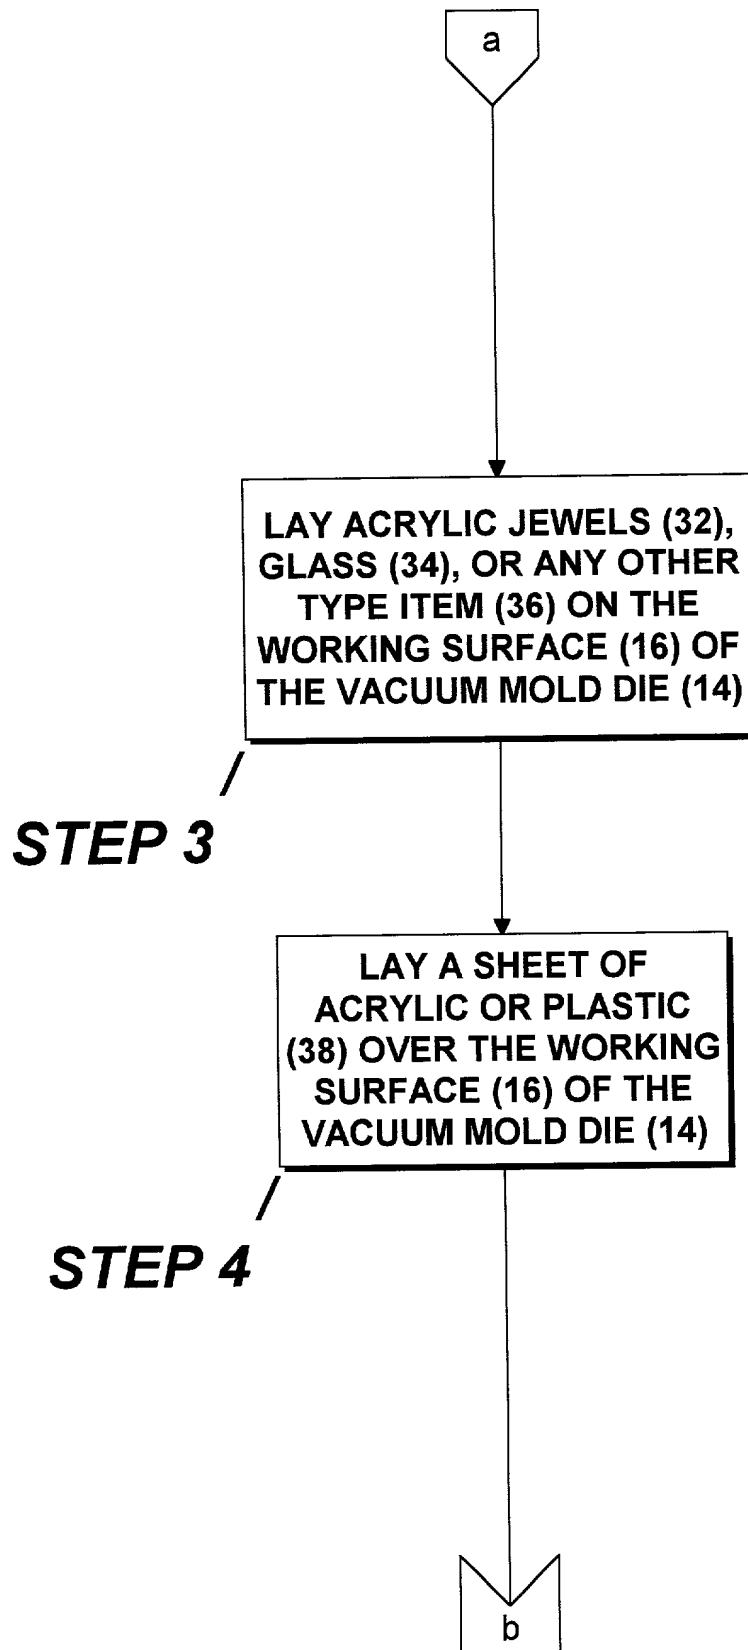 a
LAY ACRYLIC JEWELS (32),
GLASS (34), OR ANY OTHER
TYPE ITEM (36) ON THE
WORKING SURFACE (16) OF
THE VACUUM MOLD DIE (14)
STEP 3
LAY A SHEET OF
ACRYLIC OR PLASTIC
(38) OVER THE WORKING
SURFACE (16) OF THE
VACUUM MOLD DIE (14)
STEP 4
b